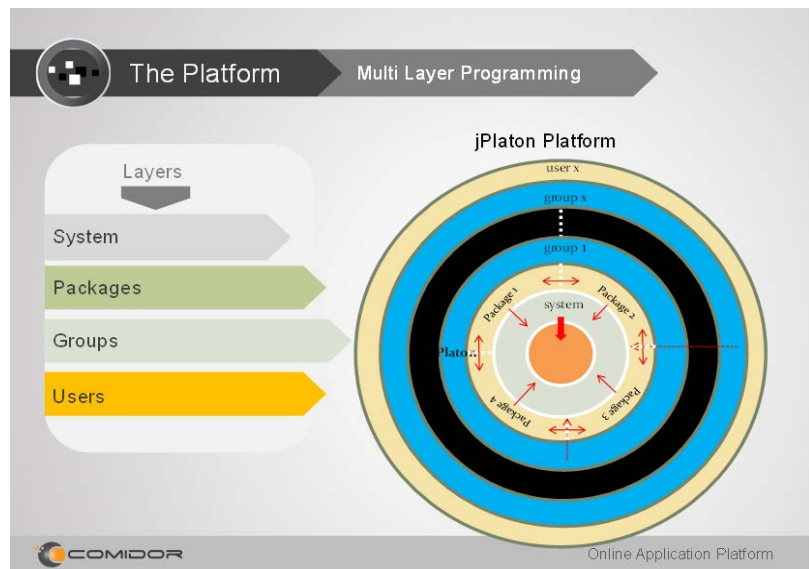 The Platform
Multi Layer Programming
Layers
System
Packages
Groups
Users
jPlaton Platform
user x
group x
group 1
Package 1
Package 2
system
Platon
Package 4
Package 3
COMIDOR
Online Application Platform